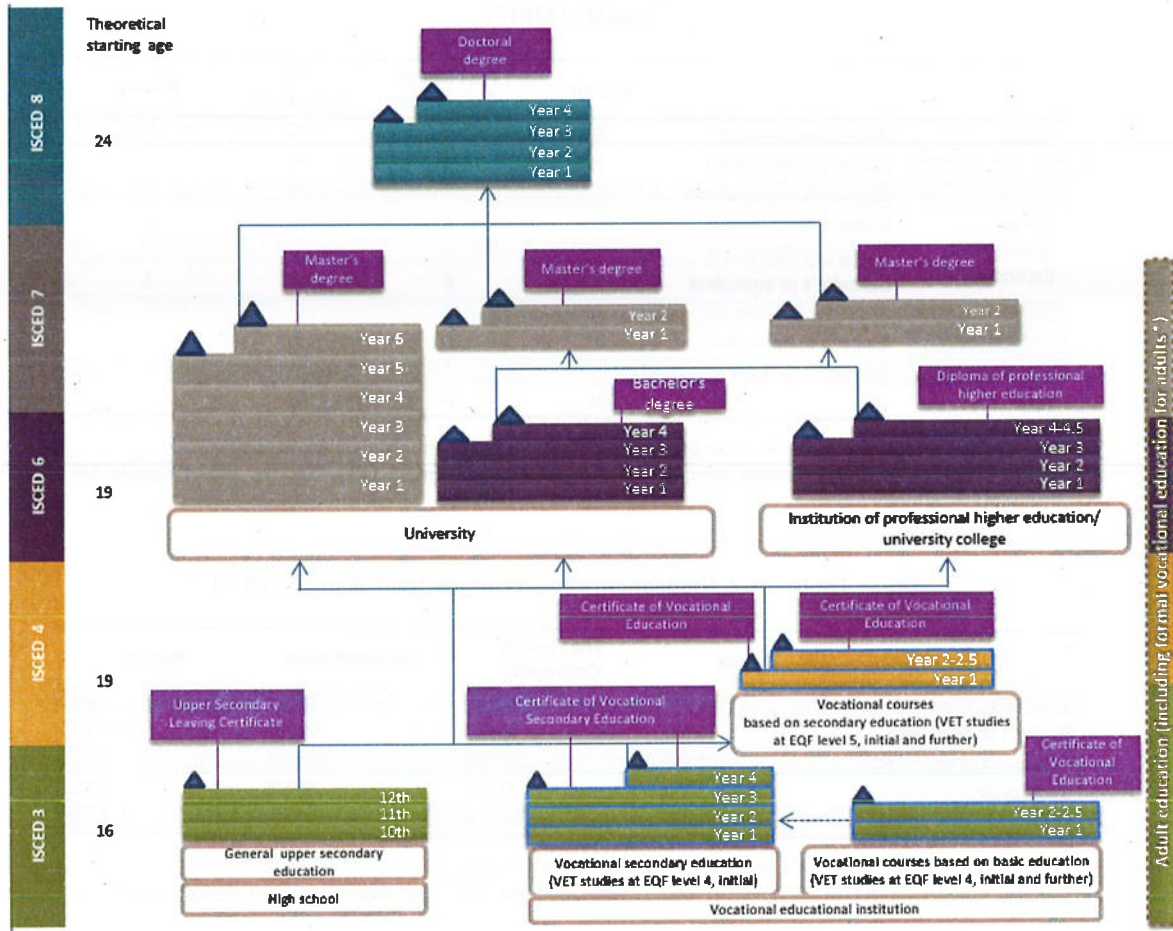 Theoretical
starting age
ISCED 8
24
Doctoral
degree
Year 4
Year 3
Year 2
Year 1
ISCED 7
Master's
degree
Year 6
Year 5
Year 4
Year 3
Year 2
Year 1
Master's degree
Year 2
Year 1
Master's degree
Year 2
Year 1
ISCED 6
19
Bachelor's
degree
Year 4
Year 3
Year 2
Year 1
Diploma of professional
higher education
Year 4-4.5
Year 3
Year 2
Year 1
University
Institution of professional higher education/
university college
ISCED 4
19
Certificate of Vocational
Education
Certificate of Vocational
Education
Year 2-2.5
Year 1
Vocational courses
based on secondary education (VET studies
at EQF level 5, initial and further)
ISCED 3
16
Upper Secondary
Leaving Certificate
12th
11th
10th
General upper secondary
education
High school
Certificate of Vocational
Secondary Education
Year 4
Year 3
Year 2
Year 1
Vocational secondary education
(VET studies at EQF level 4, initial)
Certificate of
Vocational
Education
Year 2-2.5
Year 1
Vocational courses based on basic education
(VET studies at EQF level 4, initial and further)
Vocational educational institution
Adult education (including formal vocational education for adults*)